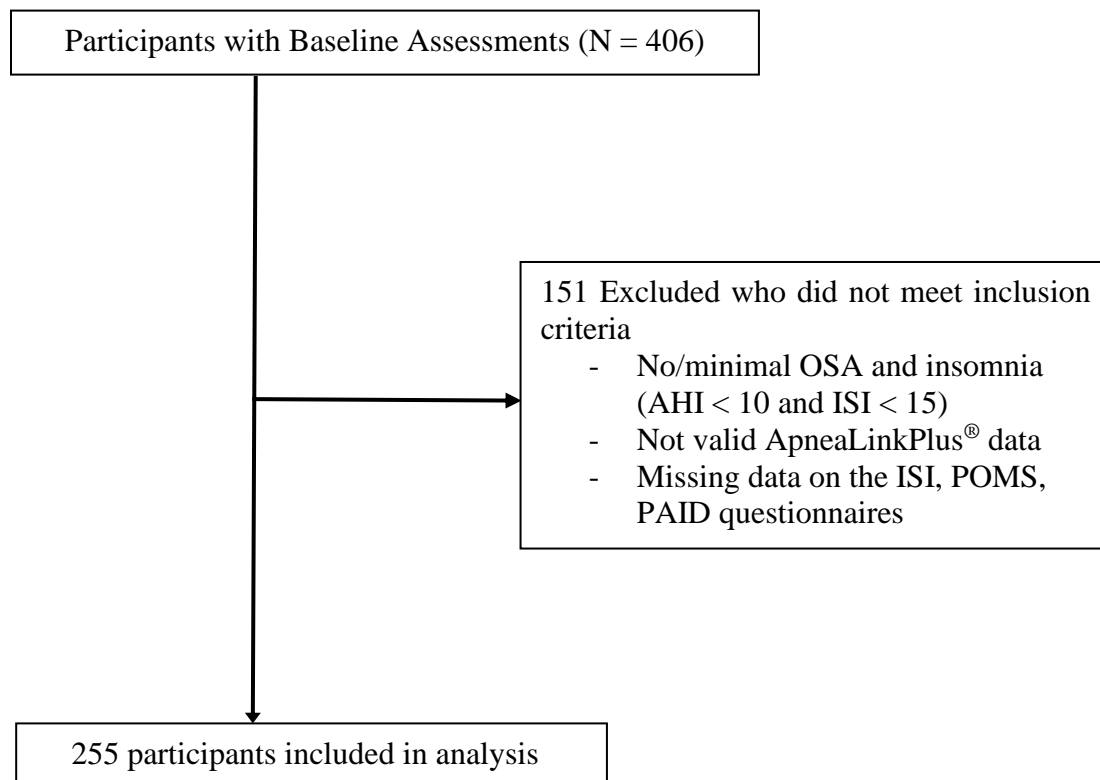 Participants with Baseline Assessments (N = 406)
151 Excluded who did not meet inclusion
criteria
- No/minimal OSA and insomnia
(AHI < 10 and ISI < 15)
- Not valid ApneaLinkPlus® data
- Missing data on the ISI, POMS,
PAID questionnaires
255 participants included in analysis